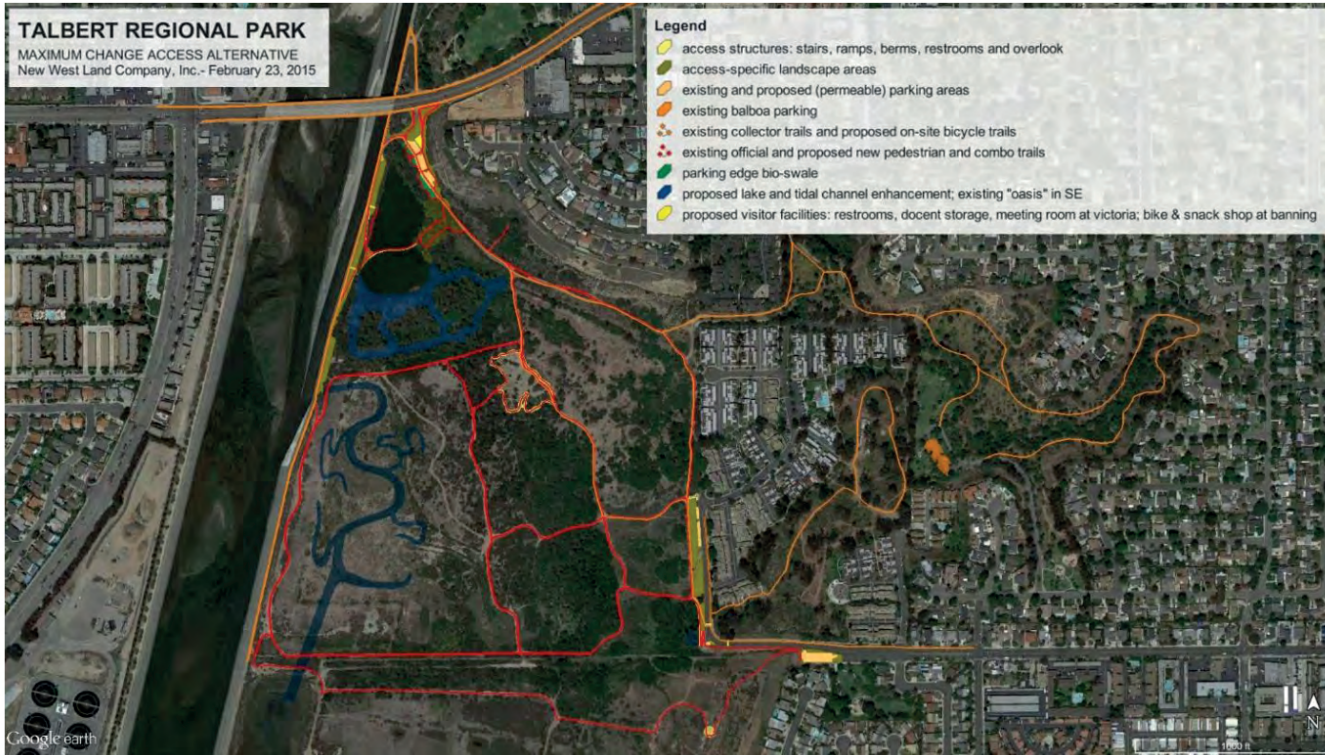 TALBERT REGIONAL PARK
MAXIMUM CHANGE ACCESS ALTERNATIVE
New West Land Company, Inc.- February 23, 2015
Legend
access structures: stairs, ramps, berms, restrooms and overlook
access-specific landscape areas
existing and proposed (permeable) parking areas
existing balboa parking
existing collector trails and proposed on-site bicycle trails
existing official and proposed new pedestrian and combo trails
parking edge bio-swale
proposed lake and tidal channel enhancement; existing "oasis" in SE
proposed visitor facilities: restrooms, docent storage, meeting room at victoria; bike & snack shop at banning
Google earth
N